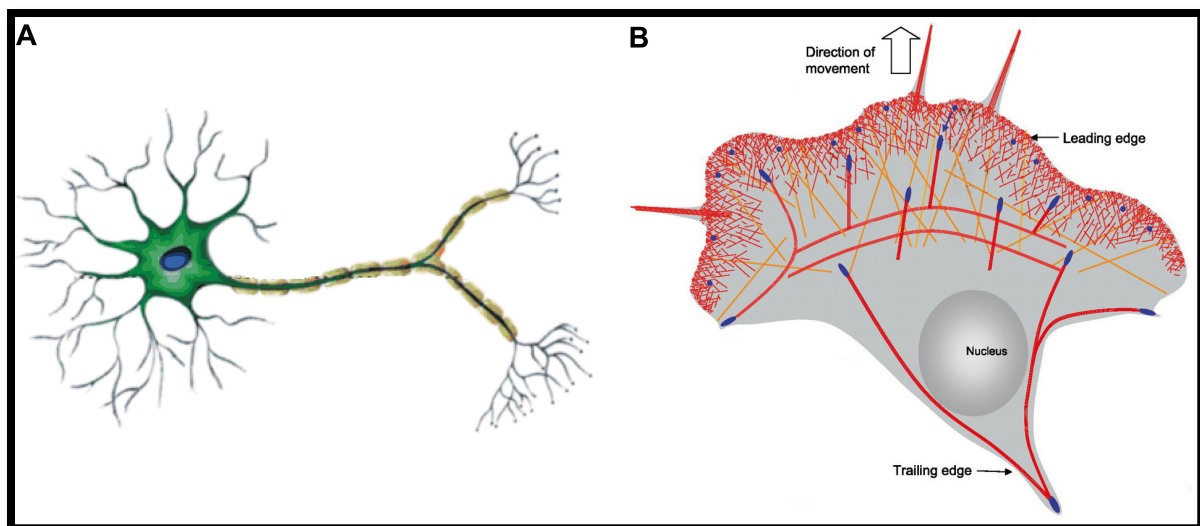 A
B
Direction of
movement
Leading edge
Nucleus
Trailing edge